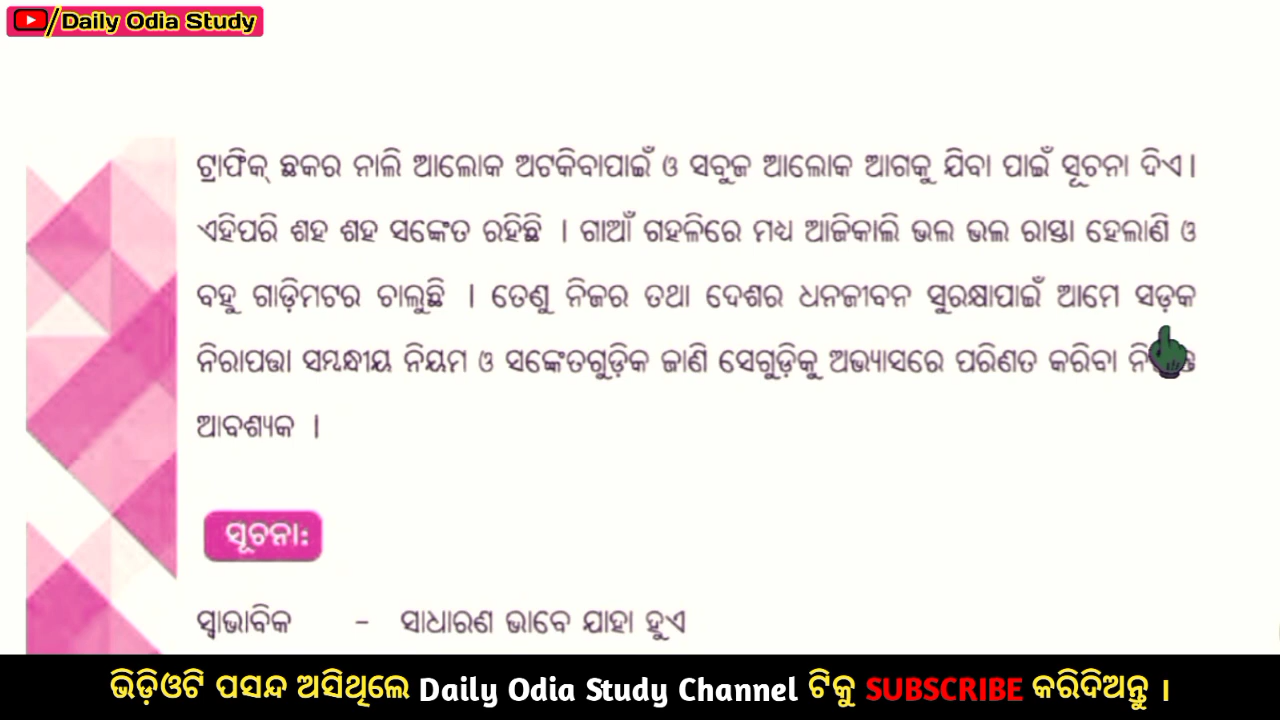 /Daily Odia Study
ଟ୍ରାଫିକ୍ ଛକର ନାଲି ଆଲୋକ ଅଟକିବାପାଇଁ ଓ ସବୁଜ ଆଲୋକ ଆଗକୁ ଯିବା ପାଇଁ ସୂଚନା ଦିଏ।
ଏହିପରି ଶହ ଶହ ସଙ୍କେତ ରହିଛି । ଗାଆଁ ଗହଳିରେ ମଧ୍ୟ ଆଜିକାଲି ଭଲ ଭଲ ରାସ୍ତା ହେଲାଣି ଓ
ବହୁ ଗାଡ଼ିମଟର ଚାଲୁଛି । ତେଣୁ ନିଜର ତଥା ଦେଶର ଧନଜୀବନ ସୁରକ୍ଷାପାଇଁ ଆମେ ସଡ଼କ
ନିରାପତ୍ତା ସମ୍ବନ୍ଧୀୟ ନିୟମ ଓ ସଙ୍କେତଗୁଡ଼ିକ ଜାଣି ସେଗୁଡ଼ିକୁ ଅଭ୍ୟାସରେ ପରିଣତ କରିବା
ଆବଶ୍ୟକ ।
ସୂଚନା:
ସ୍ୱାଭାବିକ - ସାଧାରଣ ଭାବେ ଯାହା ହୁଏ
ଭିଡ଼ିଓଟି ପସନ୍ଦ ଅସିଥିଲେ Daily Odia Study Channel ଟିକୁ SUBSCRIBE କରିଦିଅନ୍ତୁ ।